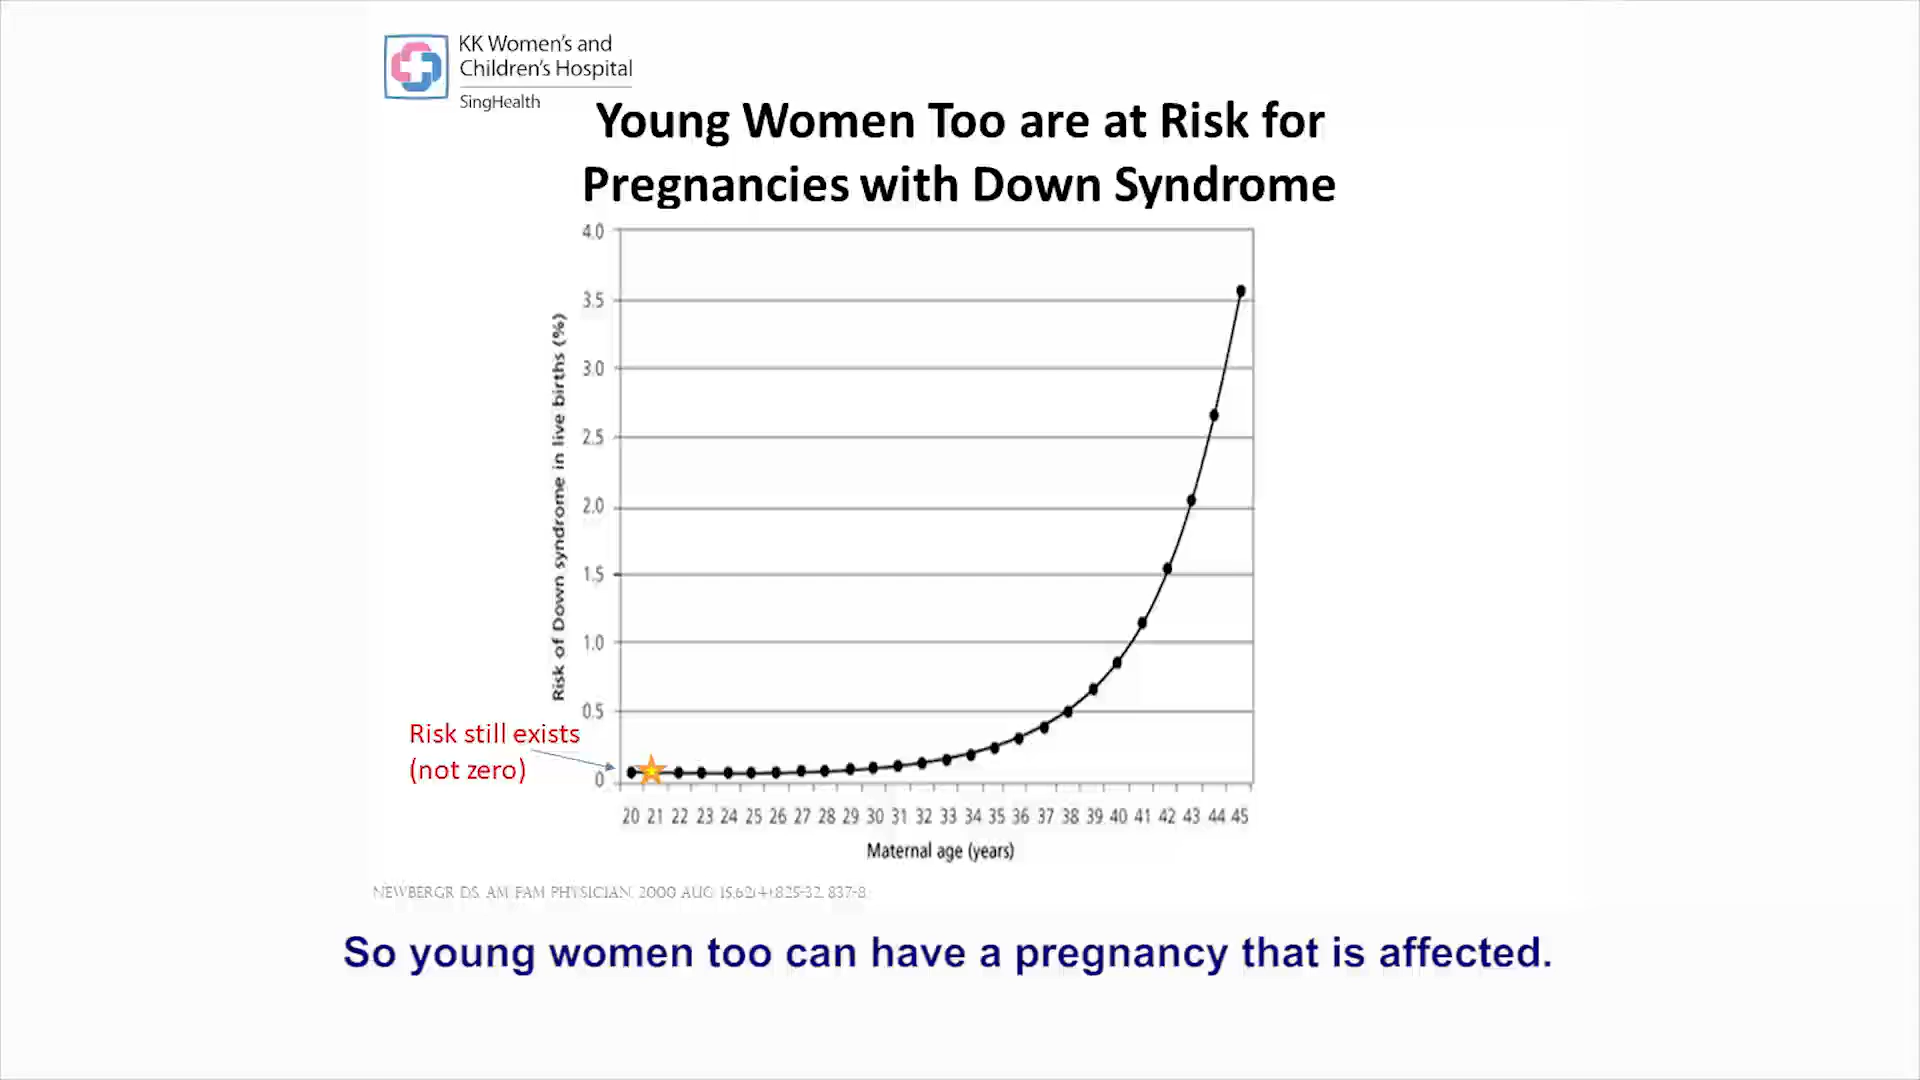 KK Women's and
Children's Hospital
SingHealth
Young Women Too are at Risk for
Pregnancies with Down Syndrome
Risk of Down syndrome in live births (%)
4.0
3.5
3.0
2.5
2.0
1.5
1.0
0.5
0
Risk still exists
(not zero)
20 21 22 23 24 25 26 27 28 29 30 31 32 33 34 35 36 37 38 39 40 41 42 43 44 45
Maternal age (years)
NEWBERGR DS. AM FAM PHYSICIAN. 2000 AUG 15;62(4):825-32, 837-8.
So young women too can have a pregnancy that is affected.